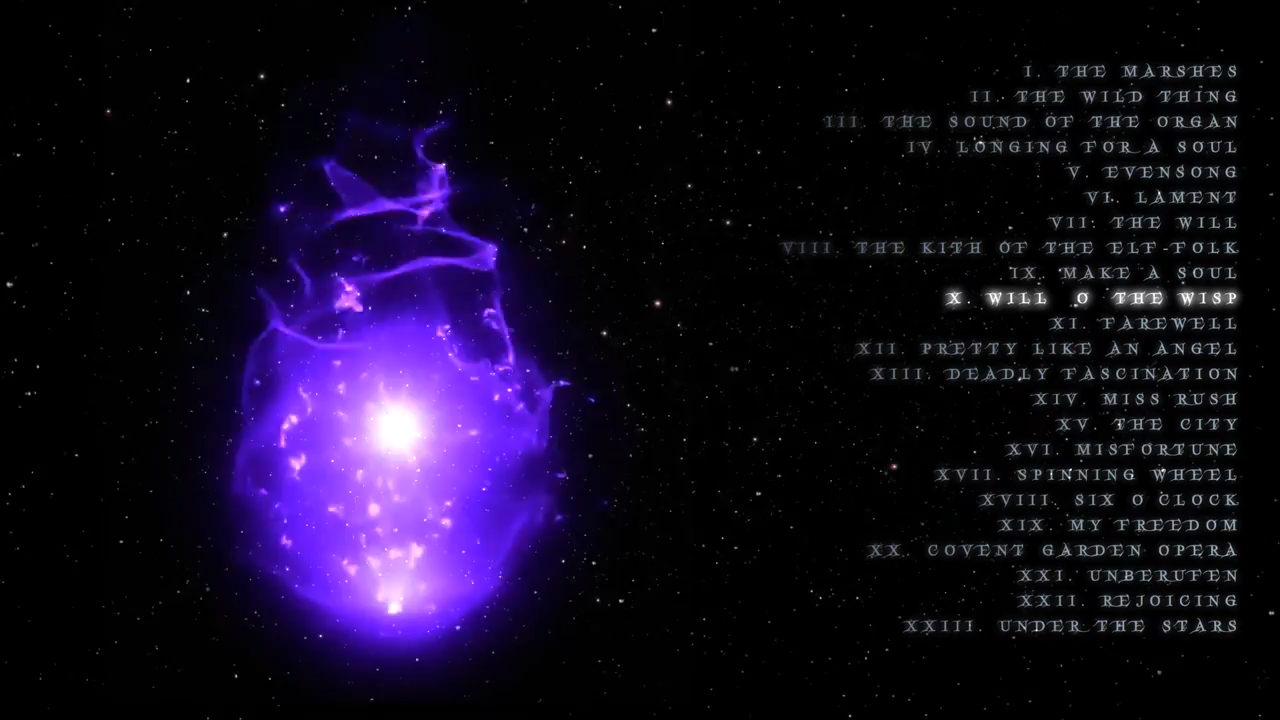 I. THE MARSHES
II. THE WILD THING
III. THE SOUND OF THE ORGAN
IV. LONGING FOR A SOUL
V. EVENSONG
VI. LAMENT
VII. THE WILL
VIII. THE KITH OF THE ELF-FOLK
IX. MAKE A SOUL
X. WILL O THE WISP
XI. FAREWELL
XII. PRETTY LIKE AN ANGEL
XIII. DEADLY FASCINATION
XIV. MISS RUSH
XV. THE CITY
XVI. MISFORTUNE
XVII. SPINNING WHEEL
XVIII. SIX O CLOCK
XIX. MY FREEDOM
XX. COVENT GARDEN OPERA
XXI. UNBERUFEN
XXII. REJOICING
XXIII. UNDER THE STARS